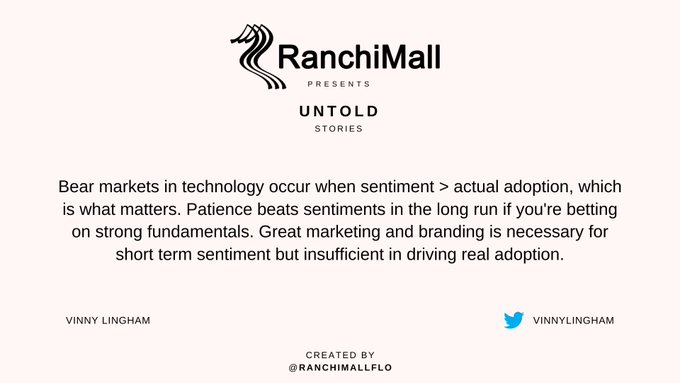 RanchiMall
PRESENTS
UNTOLD
STORIES
Bear markets in technology occur when sentiment > actual adoption, which
is what matters. Patience beats sentiments in the long run if you're betting
on strong fundamentals. Great marketing and branding is necessary for
short term sentiment but insufficient in driving real adoption.
VINNY LINGHAM
VINNYLINGHAM
CREATED BY
@RANCHIMALLFLO